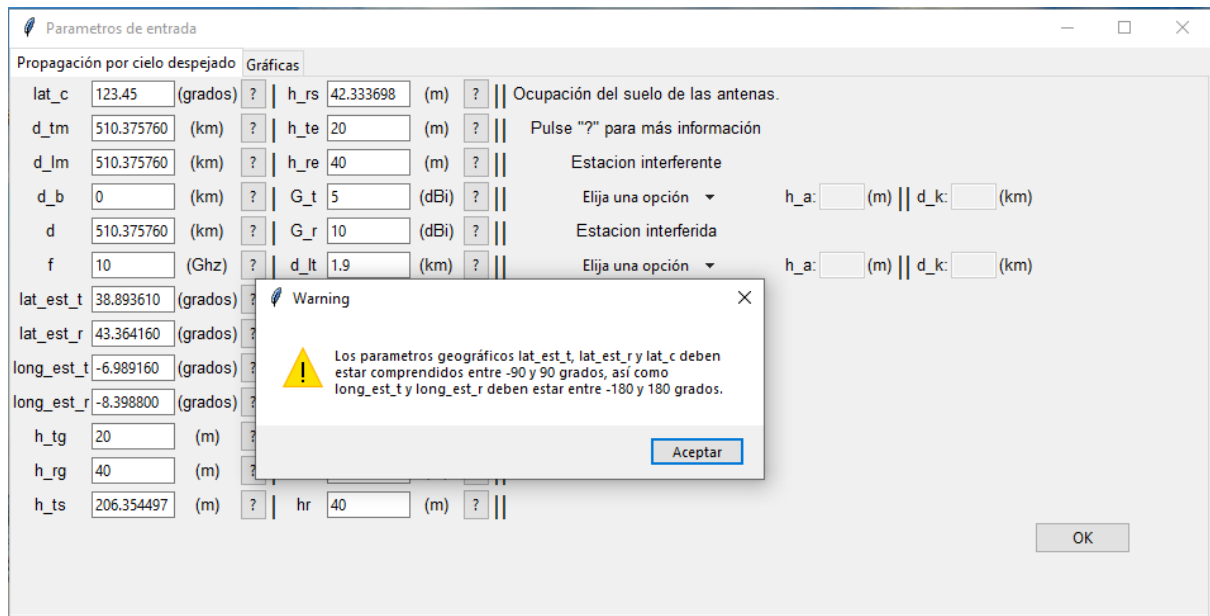 Parametros de entrada
Propagación por cielo despejado Gráficas
lat_c 123.45 (grados) ? h_rs 42.333698 (m) ? Ocupación del suelo de las antenas.
d_tm 510.375760 (km) ? h_te 20 (m) ? Pulse "?" para más información
d_lm 510.375760 (km) ? h_re 40 (m) ? Estacion interferente
d_b 0 (km) ? G_t 5 (dBi) ? Elija una opción h_a: (m) d_k: (km)
d 510.375760 (km) ? G_r 10 (dBi) ? Estacion interferida
f 10 (Ghz) ? d_lt 1.9 (km) ? Elija una opción h_a: (m) d_k: (km)
lat_est_t 38.893610 (grados) ?
lat_est_r 43.364160 (grados) ?
long_est_t -6.989160 (grados) ?
long_est_r -8.398800 (grados) ?
h_tg 20 (m) ?
h_rg 40 (m) ?
h_ts 206.354497 (m) ? hr 40 (m) ?
OK
Warning
Los parametros geográficos lat_est_t, lat_est_r y lat_c deben
estar comprendidos entre -90 y 90 grados, así como
long_est_t y long_est_r deben estar entre -180 y 180 grados.
Aceptar